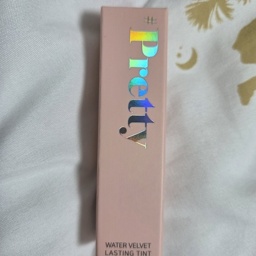 #
Pretty
WATER VELVET
LASTING TINT